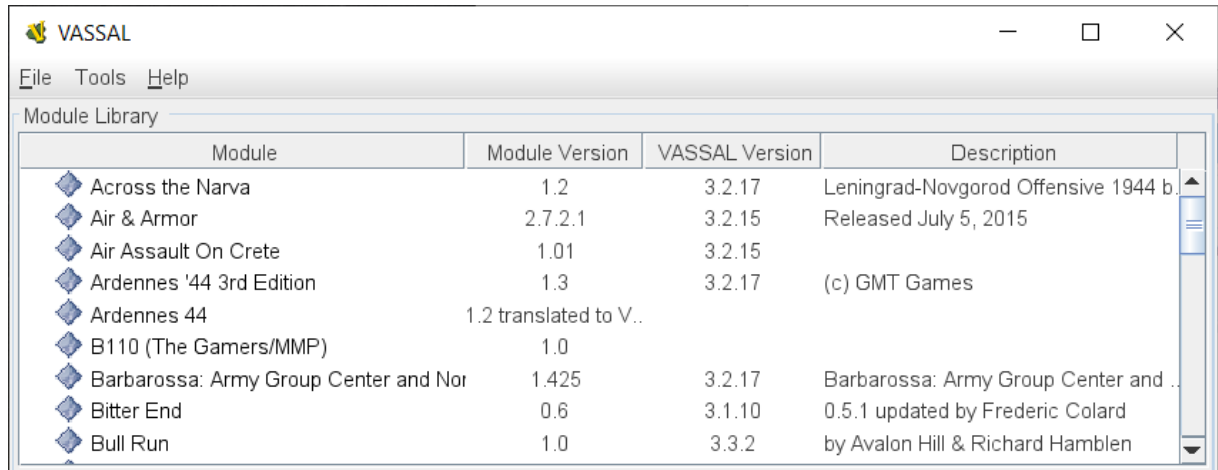 VASSAL
File Tools Help
Module Library
Module Module Version VASSAL Version Description
Across the Narva 1.2 3.2.17 Leningrad-Novgorod Offensive 1944 b.
Air & Armor 2.7.2.1 3.2.15 Released July 5, 2015
Air Assault On Crete 1.01 3.2.15
Ardennes '44 3rd Edition 1.3 3.2.17 (c) GMT Games
Ardennes 44 1.2 translated to V..
B110 (The Gamers/MMP) 1.0
Barbarossa: Army Group Center and Nor 1.425 3.2.17 Barbarossa: Army Group Center and ..
Bitter End 0.6 3.1.10 0.5.1 updated by Frederic Colard
Bull Run 1.0 3.3.2 by Avalon Hill & Richard Hamblen